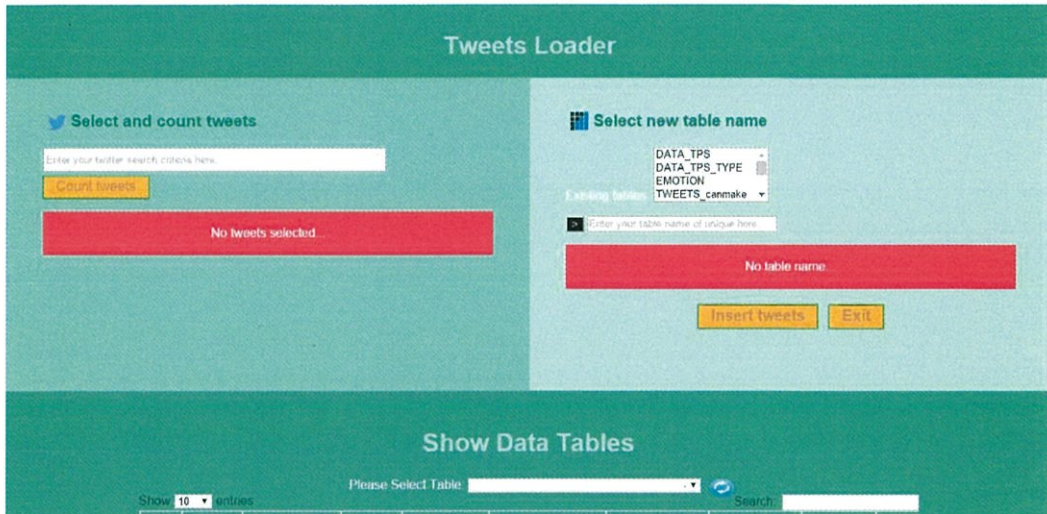 Tweets Loader
Select and count tweets
Enter your twitter search criteria here.
Count tweets
No tweets selected...
Select new table name
DATA_TPS
DATA_TPS_TYPE
EMOTION
Existing tables TWEETS_canmake
> Enter your table name of unique here
No table name.
Insert tweets Exit
Show Data Tables
Please Select Table
Show 10 entries Search: